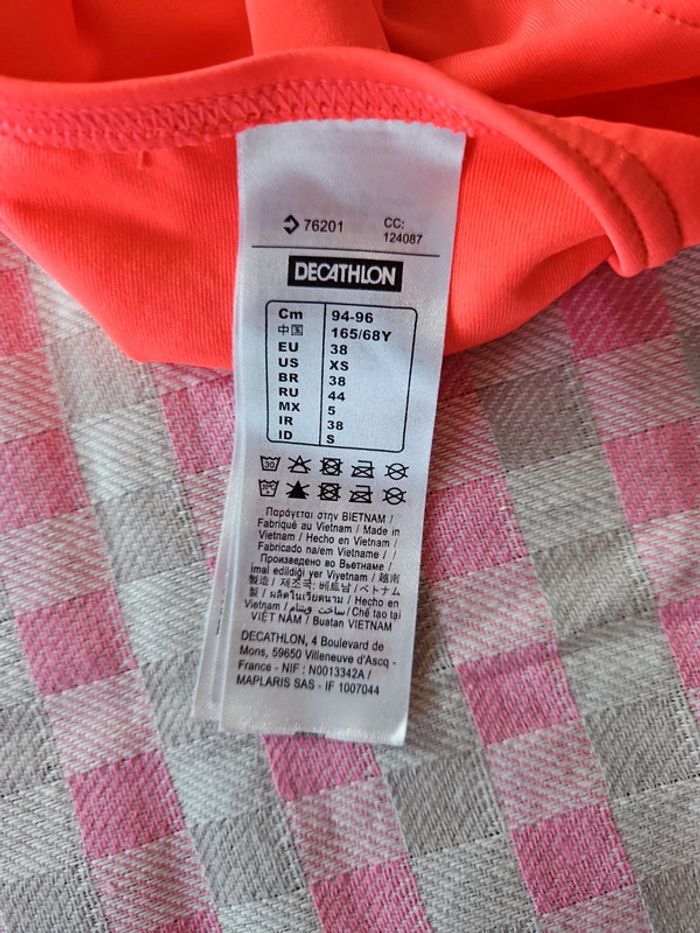 76201 CC:
124087
DECATHLON
Cm 94-96
中国 165/68Y
EU 38
US XS
BR 38
RU 44
MX 5
IR 38
ID S
30
Παράγεται στην ΒΙΕΤΝΑΜ /
Fabriqué au Vietnam / Made in
Vietnam / Hecho en Vietnam /
Fabricado na/em Vietname / /
Произведено во Вьетнаме /
imal edildiği yer Viyetnam / 越南
製造 / 제조국: 베트남 / ベトナム
製 / ผลิตในเวียดนาม / Hecho en
Vietnam / ساخت ویتنام / Chế tạo tại
VIỆT NAM / Buatan VIETNAM
DECATHLON, 4 Boulevard de
Mons, 59650 Villeneuve d'Ascq -
France - NIF : N0013342A /
MAPLARIS SAS - IF 1007044